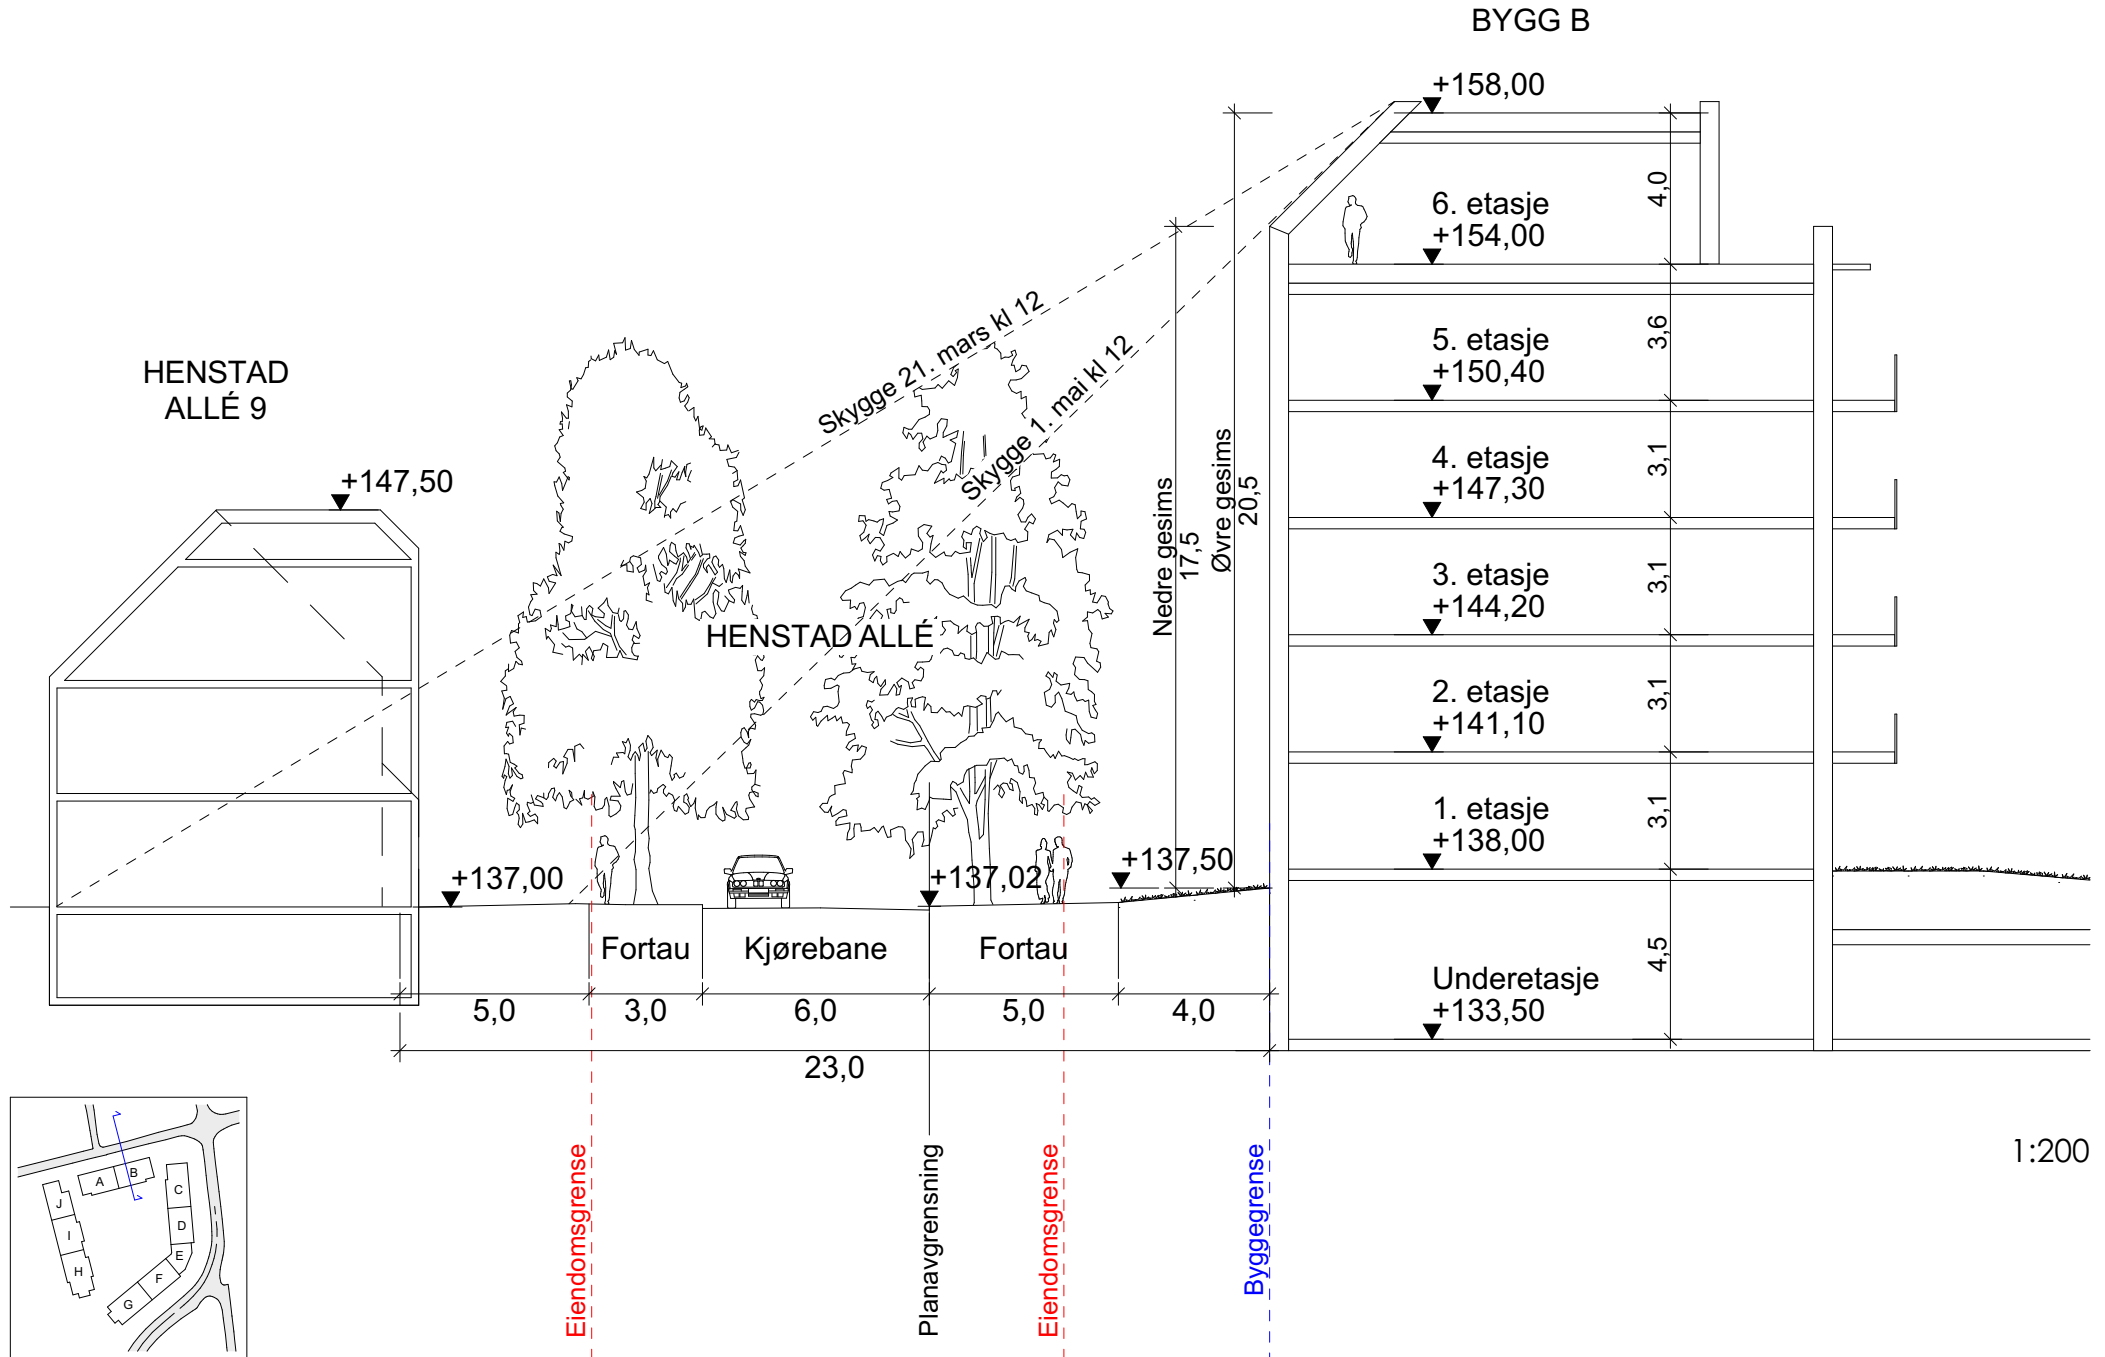 BYGG B
+158,00
4,0
6. etasje
+154,00
3,6
5. etasje
+150,40
3,1
4. etasje
+147,30
3,1
3. etasje
+144,20
3,1
2. etasje
+141,10
3,1
1. etasje
+138,00
4,5
Underetasje
+133,50
HENSTAD
ALLÉ 9
+147,50
Skygge 21. mars kl 12
Skygge 1. mai kl 12
Nedre gesims
17,5
Øvre gesims
20,5
HENSTAD ALLÉ
+137,00
+137,02
+137,50
Fortau
Kjørebane
Fortau
5,0
3,0
6,0
5,0
4,0
23,0
Eiendomsgrense
Planavgrensning
Eiendomsgrense
Byggegrense
1:200
A
B
C
D
E
F
G
H
I
J